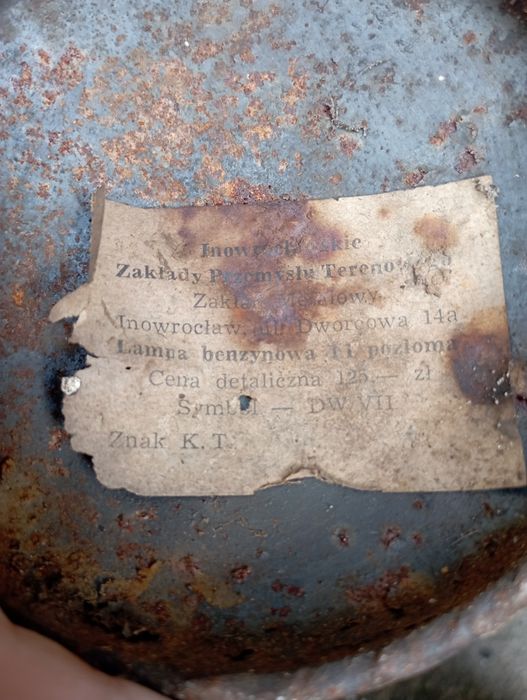 Inowrocławskie
Zakłady Przemysłu Terenowego
Zakład Metalowy
Inowrocław, ul. Dworcowa 14a
Lampa benzynowa 1 l pozioma
Cena detaliczna 125.— zł
Symbol — DW VII
Znak K. T.